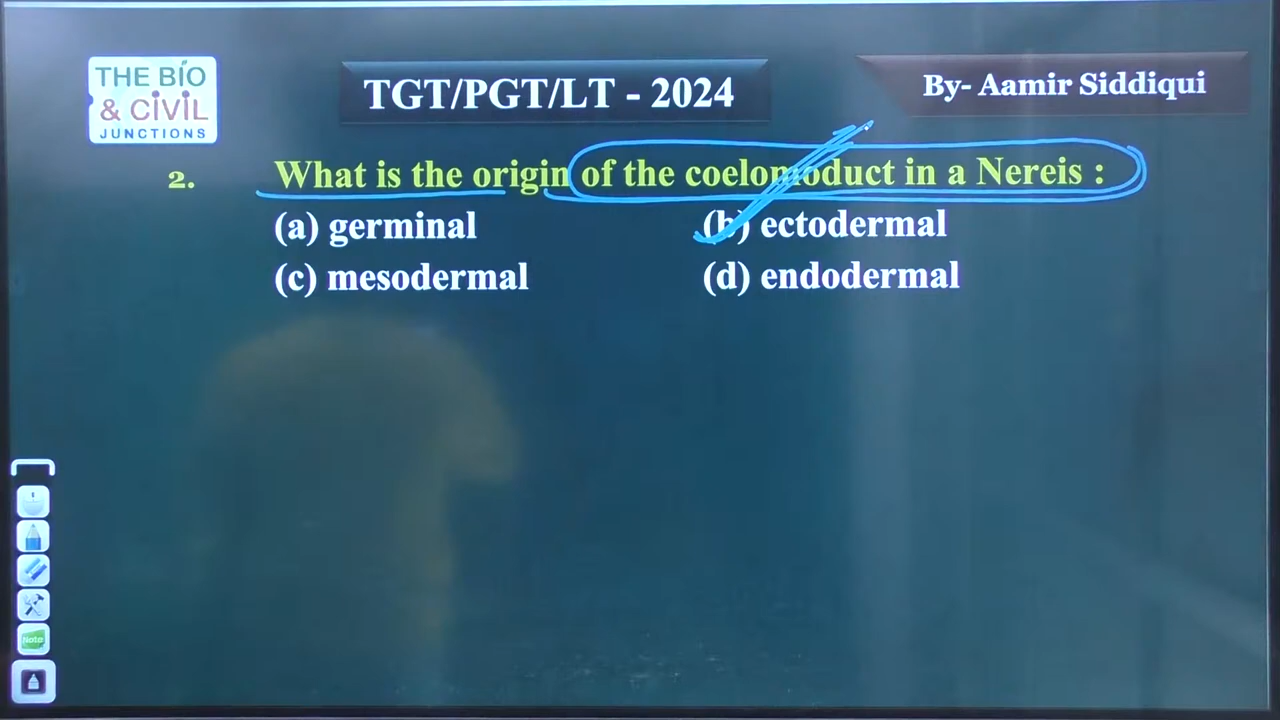 THE BIO
& CIVIL
JUNCTIONS
TGT/PGT/LT - 2024
By- Aamir Siddiqui
2. What is the origin of the coelomoduct in a Nereis :
(a) germinal (b) ectodermal
(c) mesodermal (d) endodermal
Note